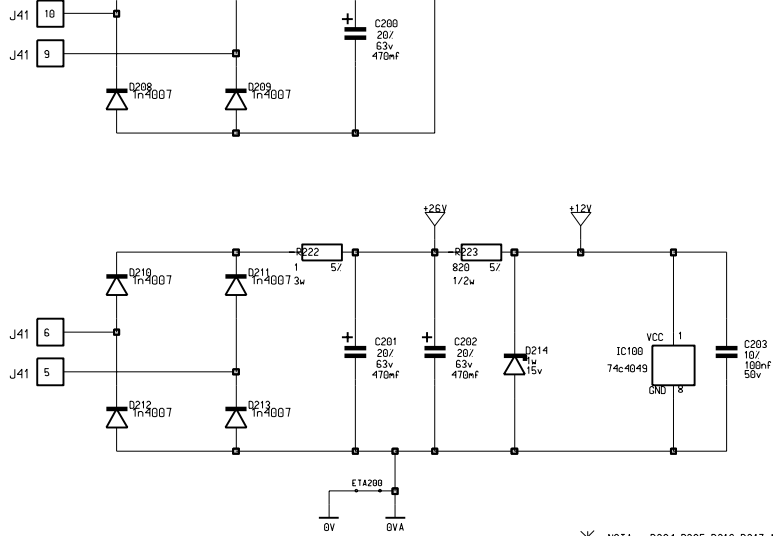 J41 10
C200
20%
63v
470mf
J41 9
D208
1n4007
D209
1n4007
+26V
+12V
R222
1 5%
3w
R223
820 5%
1/2w
D210
1n4007
D211
1n4007
J41 6
J41 5
C201
20%
63v
470mf
C202
20%
63v
470mf
D214
1w
15v
VCC 1
IC100
74c4049
GND 8
C203
10%
100nf
50v
D212
1n4007
D213
1n4007
ETA200
0V
0VA